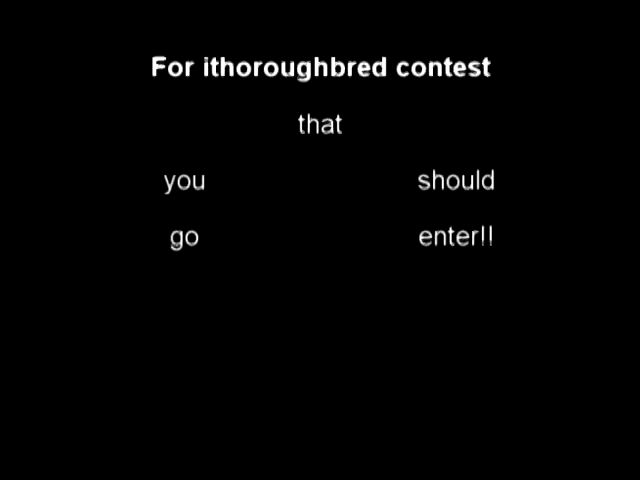 For ithoroughbred contest
that
you should
go enter!!